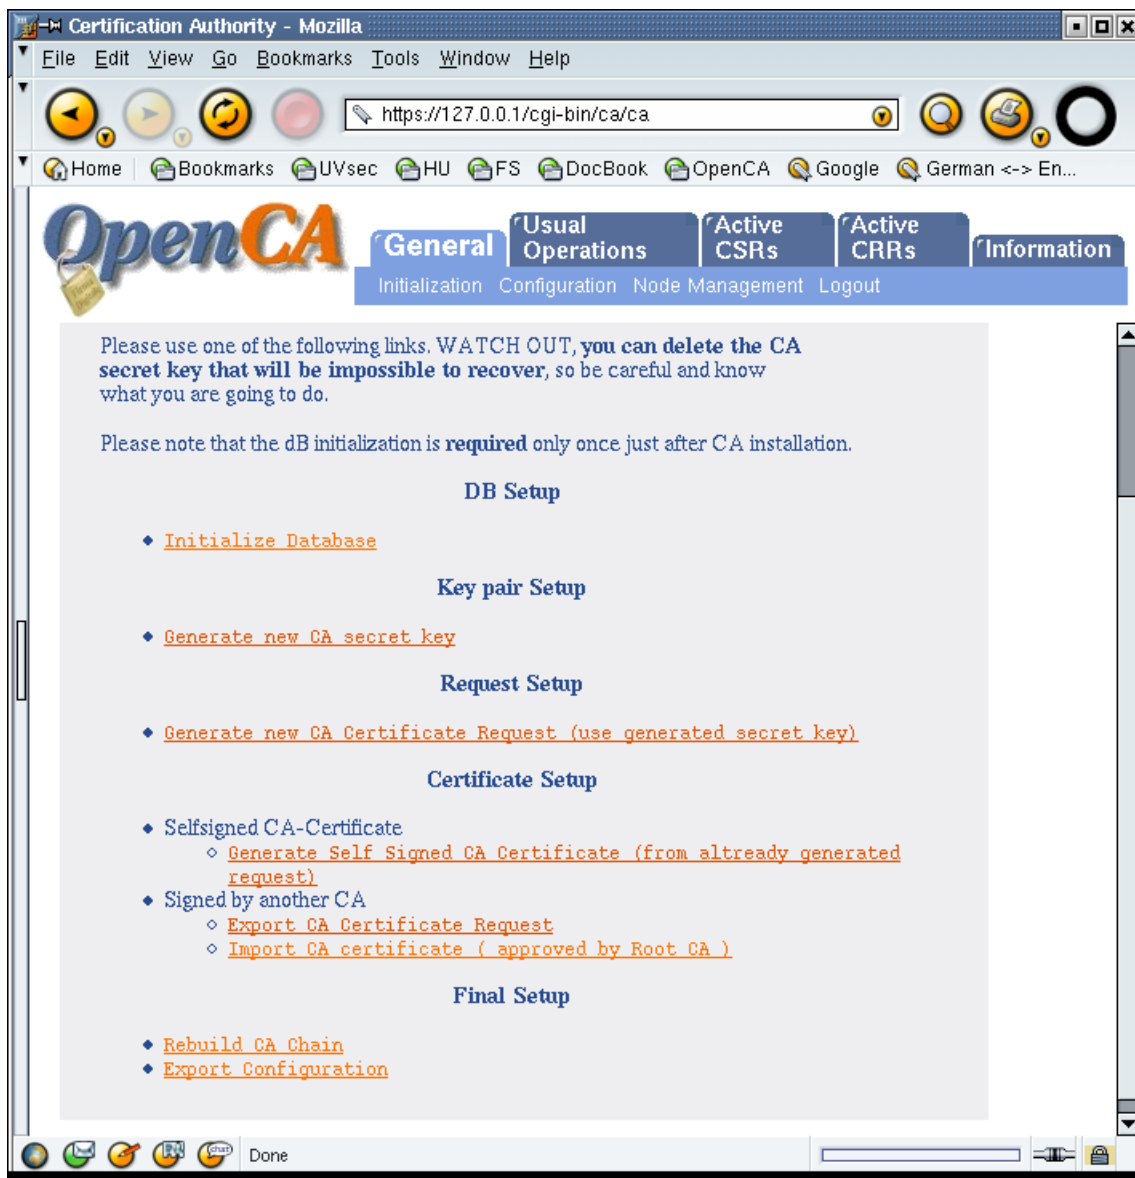 Certification Authority - Mozilla
File Edit View Go Bookmarks Tools Window Help
https://127.0.0.1/cgi-bin/ca/ca
Home Bookmarks UVsec HU FS DocBook OpenCA Google German <-> En...
OpenCA
General
Usual Operations
Active CSRs
Active CRRs
Information
Initialization Configuration Node Management Logout
Please use one of the following links. WATCH OUT, you can delete the CA
secret key that will be impossible to recover, so be careful and know
what you are going to do.
Please note that the dB initialization is required only once just after CA installation.
DB Setup
Initialize Database
Key pair Setup
Generate new CA secret key
Request Setup
Generate new CA Certificate Request (use generated secret key)
Certificate Setup
Selfsigned CA-Certificate
Generate Self Signed CA Certificate (from altready generated
request)
Signed by another CA
Export CA Certificate Request
Import CA certificate ( approved by Root CA )
Final Setup
Rebuild CA Chain
Export Configuration
Done